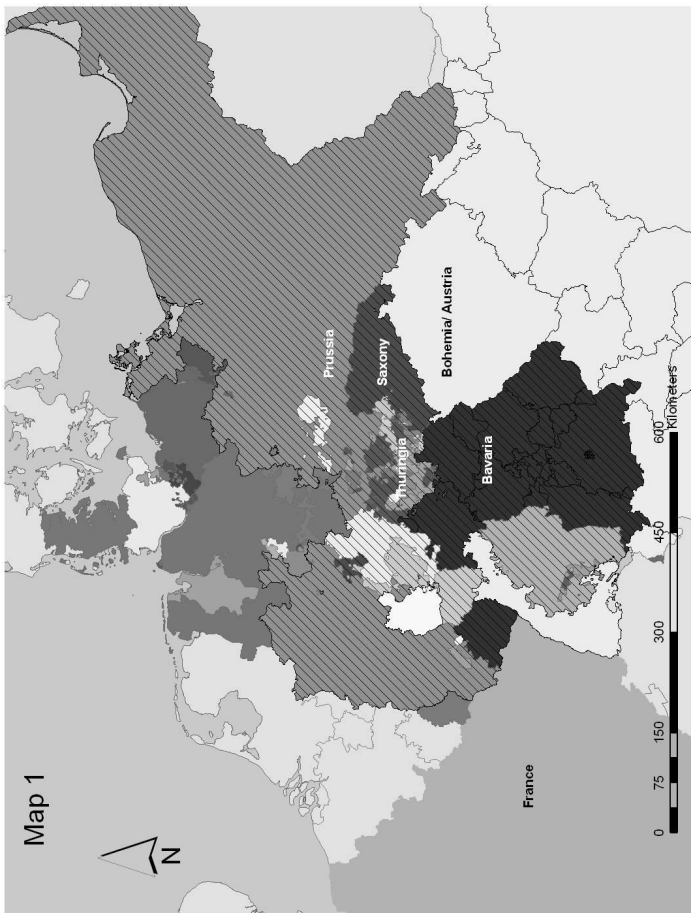 Map 1
N
Prussia
Saxony
Thuringia
Bohemia/ Austria
Bavaria
France
0 75 150 300 450 600
Kilometers